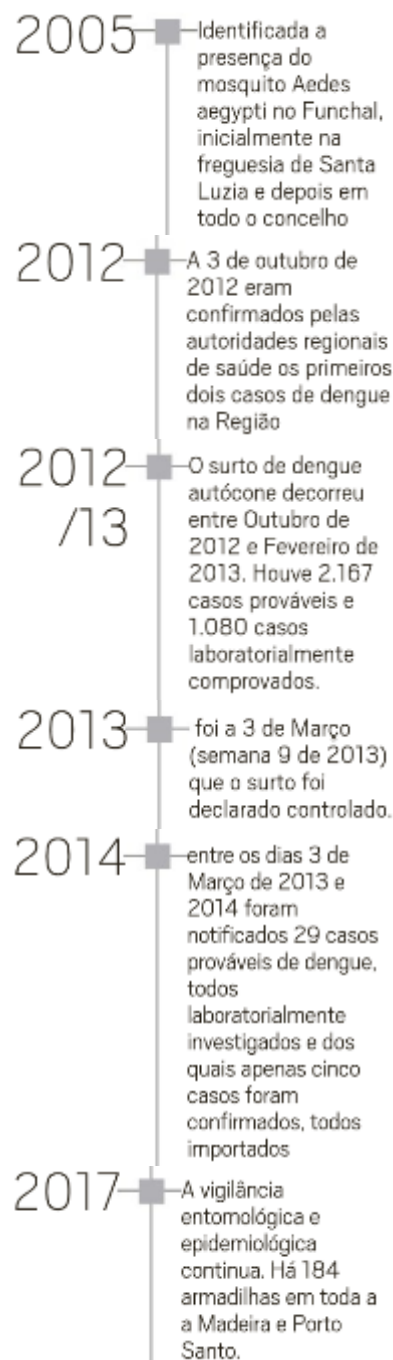 2005 Identificada a
presença do
mosquito Aedes
aegypti no Funchal,
inicialmente na
freguesia de Santa
Luzia e depois em
todo o concelho
2012 A 3 de outubro de
2012 eram
confirmados pelas
autoridades regionais
de saúde os primeiros
dois casos de dengue
na Região
2012 O surto de dengue
autócone decorreu
/13 entre Outubro de
2012 e Fevereiro de
2013. Houve 2.167
casos prováveis e
1.080 casos
laboratorialmente
comprovados.
2013 foi a 3 de Março
(semana 9 de 2013)
que o surto foi
declarado controlado.
2014 entre os dias 3 de
Março de 2013 e
2014 foram
notificados 29 casos
prováveis de dengue,
todos
laboratorialmente
investigados e dos
quais apenas cinco
casos foram
confirmados, todos
importados
2017 A vigilância
entomológica e
epidemiológica
continua. Há 184
armadilhas em toda a
a Madeira e Porto
Santo.